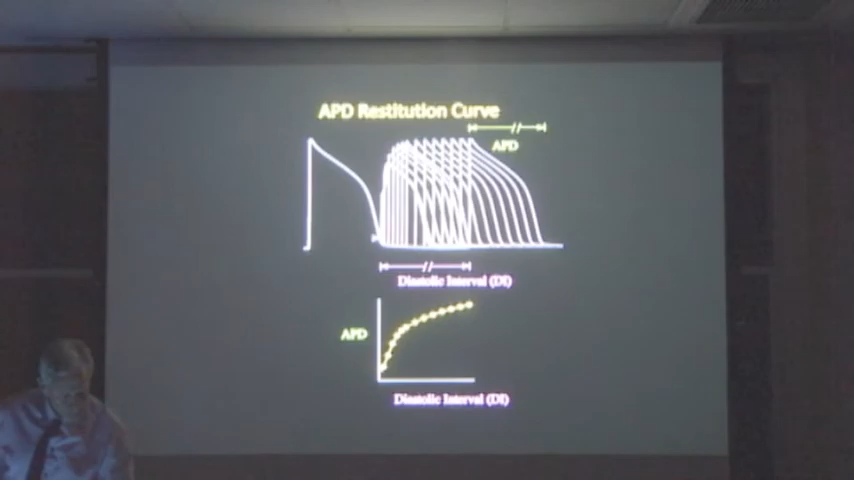 APD Restitution Curve
APD
Diastolic Interval (DI)
APD
Diastolic Interval (DI)